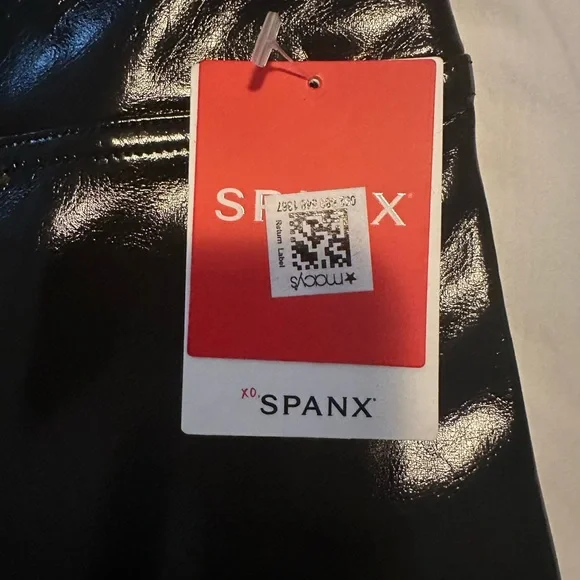 SPANX
macy's
Return Label
XO.
SPANX